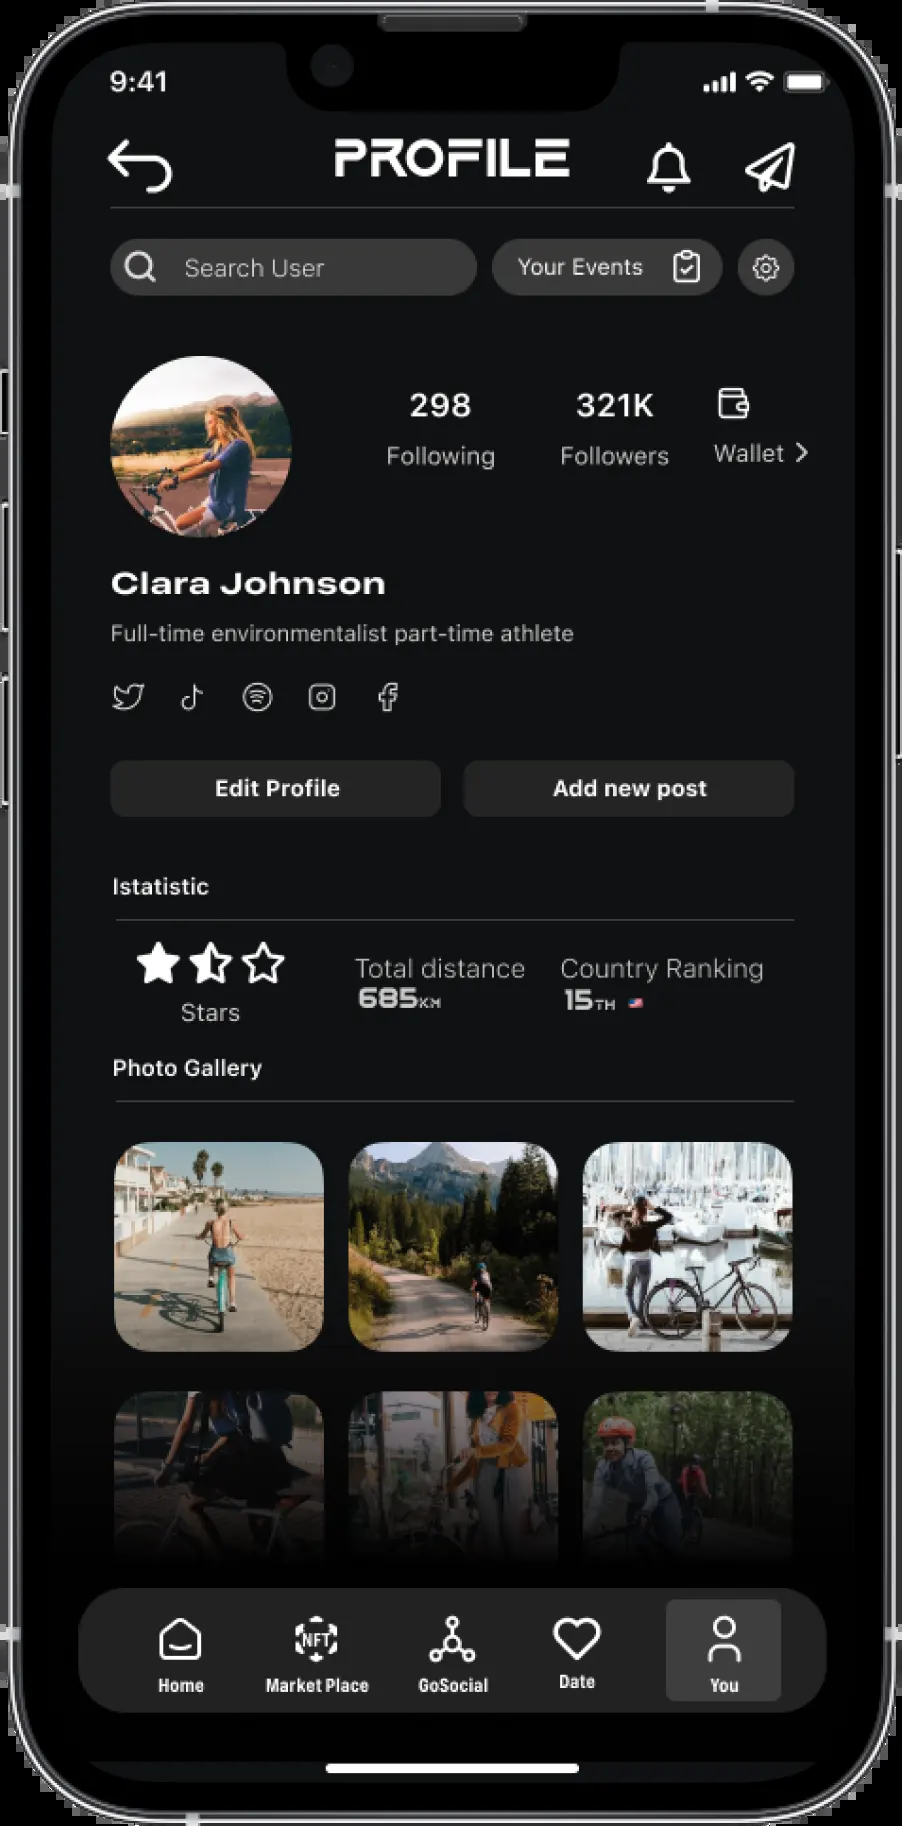 9:41
PROFILE
Search User
Your Events
298
Following
321K
Followers
Wallet
Clara Johnson
Full-time environmentalist part-time athlete
Edit Profile
Add new post
Istatistic
Stars
Total distance
685KM
Country Ranking
15TH
Photo Gallery
Home
NFT
Market Place
GoSocial
Date
You